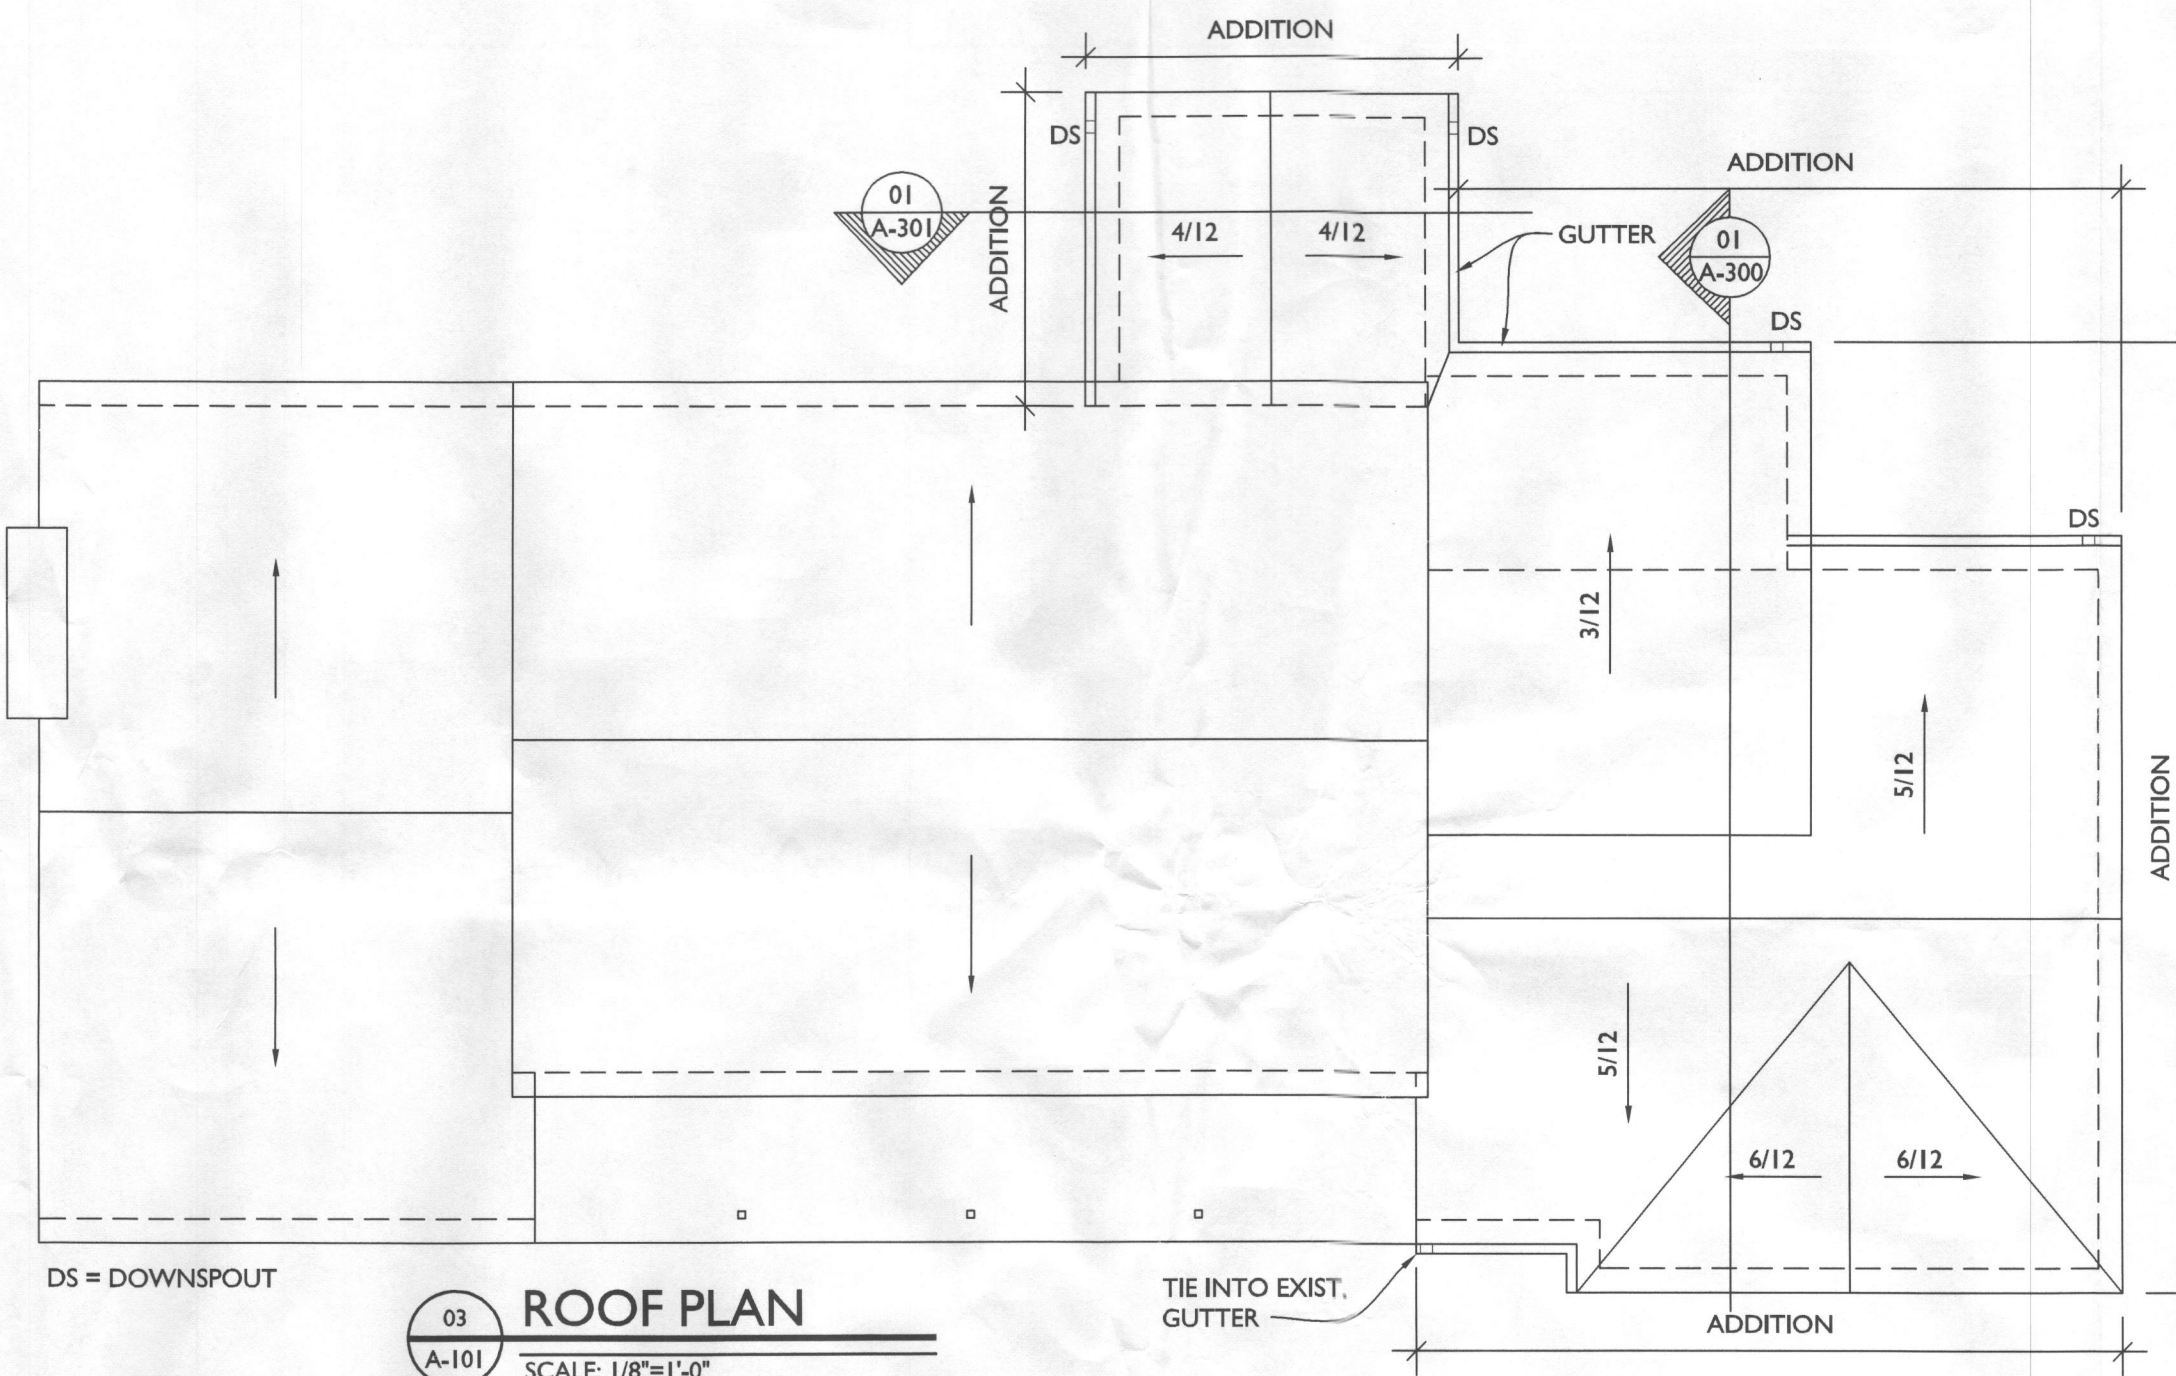 ADDITION
DS
DS
ADDITION
01
A-301
ADDITION
4/12
4/12
GUTTER
01
A-300
DS
DS
3/12
5/12
ADDITION
5/12
6/12
6/12
DS = DOWNSPOUT
TIE INTO EXIST.
GUTTER
ADDITION
03
A-101
ROOF PLAN
SCALE: 1/8"=1'-0"